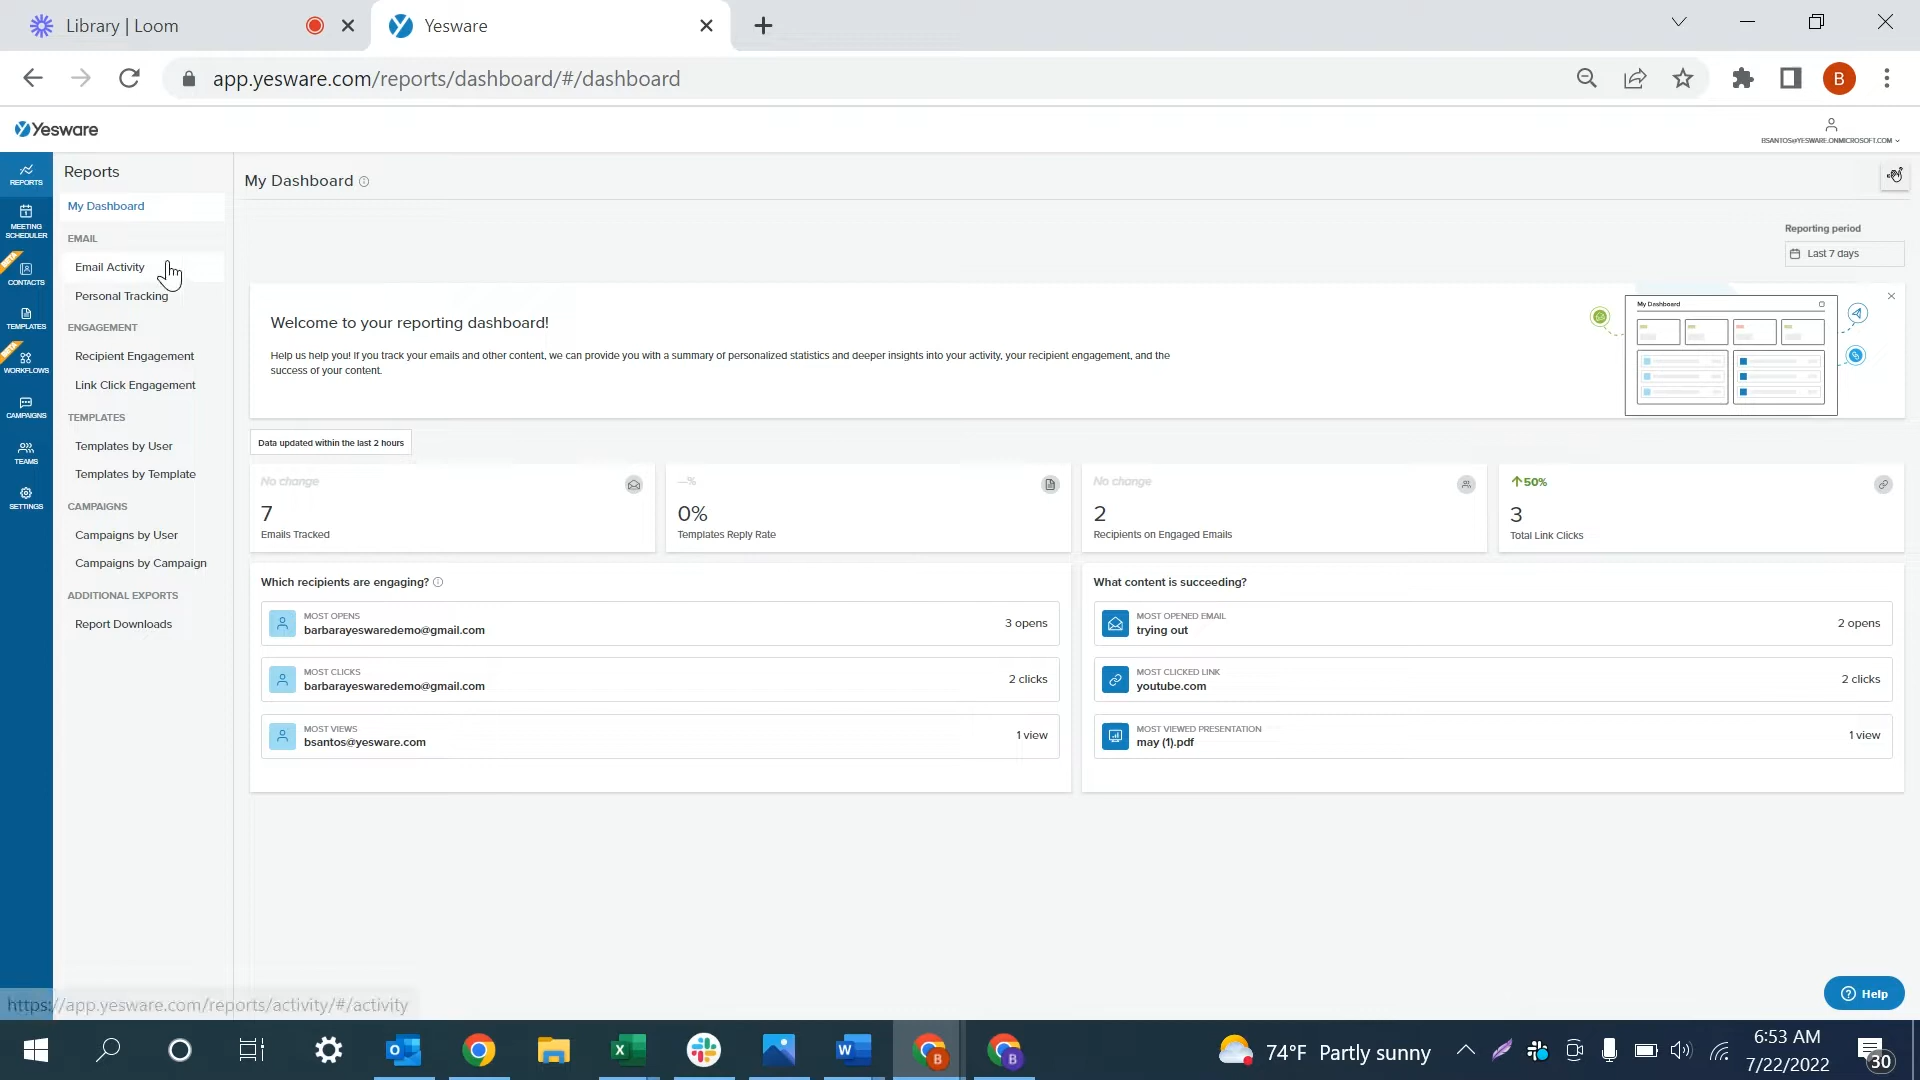 Library | Loom
Yesware
app.yesware.com/reports/dashboard/#/dashboard
B
Yesware
BSANTOS@YESWARE.ONMICROSOFT.COM
REPORTS
MEETING
SCHEDULER
BETA
CONTACTS
TEMPLATES
BETA
WORKFLOWS
CAMPAIGNS
TEAMS
SETTINGS
Reports
My Dashboard
EMAIL
Email Activity
Personal Tracking
ENGAGEMENT
Recipient Engagement
Link Click Engagement
TEMPLATES
Templates by User
Templates by Template
CAMPAIGNS
Campaigns by User
Campaigns by Campaign
ADDITIONAL EXPORTS
Report Downloads
My Dashboard
Reporting period
Last 7 days
Welcome to your reporting dashboard!
Help us help you! If you track your emails and other content, we can provide you with a summary of personalized statistics and deeper insights into your activity, your recipient engagement, and the
success of your content.
My Dashboard
Data updated within the last 2 hours
No change
7
Emails Tracked
—%
0%
Templates Reply Rate
No change
2
Recipients on Engaged Emails
50%
3
Total Link Clicks
Which recipients are engaging?
MOST OPENS
barbarayeswaredemo@gmail.com
3 opens
MOST CLICKS
barbarayeswaredemo@gmail.com
2 clicks
MOST VIEWS
bsantos@yesware.com
1 view
What content is succeeding?
MOST OPENED EMAIL
trying out
2 opens
MOST CLICKED LINK
youtube.com
2 clicks
MOST VIEWED PRESENTATION
may (1).pdf
1 view
Help
https://app.yesware.com/reports/activity/#/activity
74°F Partly sunny
6:53 AM
7/22/2022
30